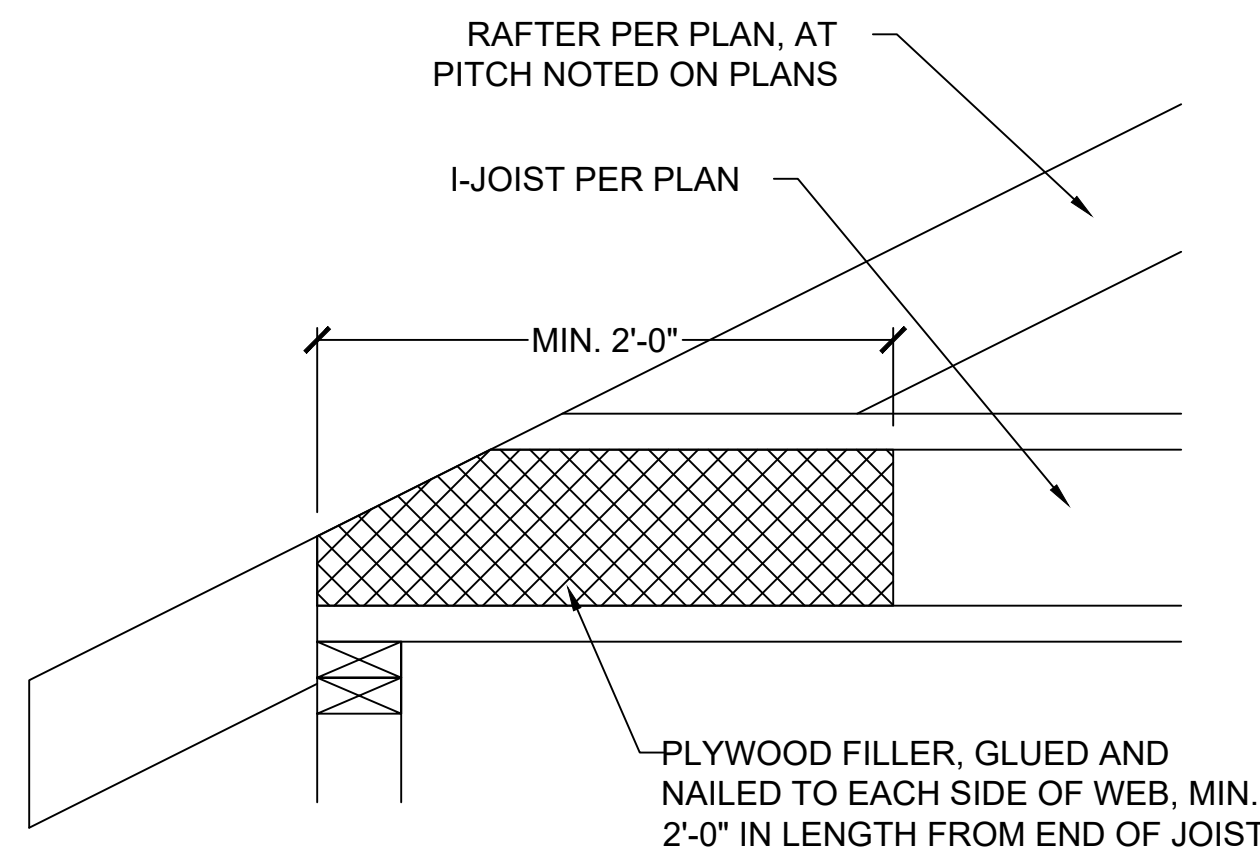 RAFTER PER PLAN, AT
PITCH NOTED ON PLANS
I-JOIST PER PLAN
MIN. 2'-0"
PLYWOOD FILLER, GLUED AND
NAILED TO EACH SIDE OF WEB, MIN.
2'-0" IN LENGTH FROM END OF JOIST